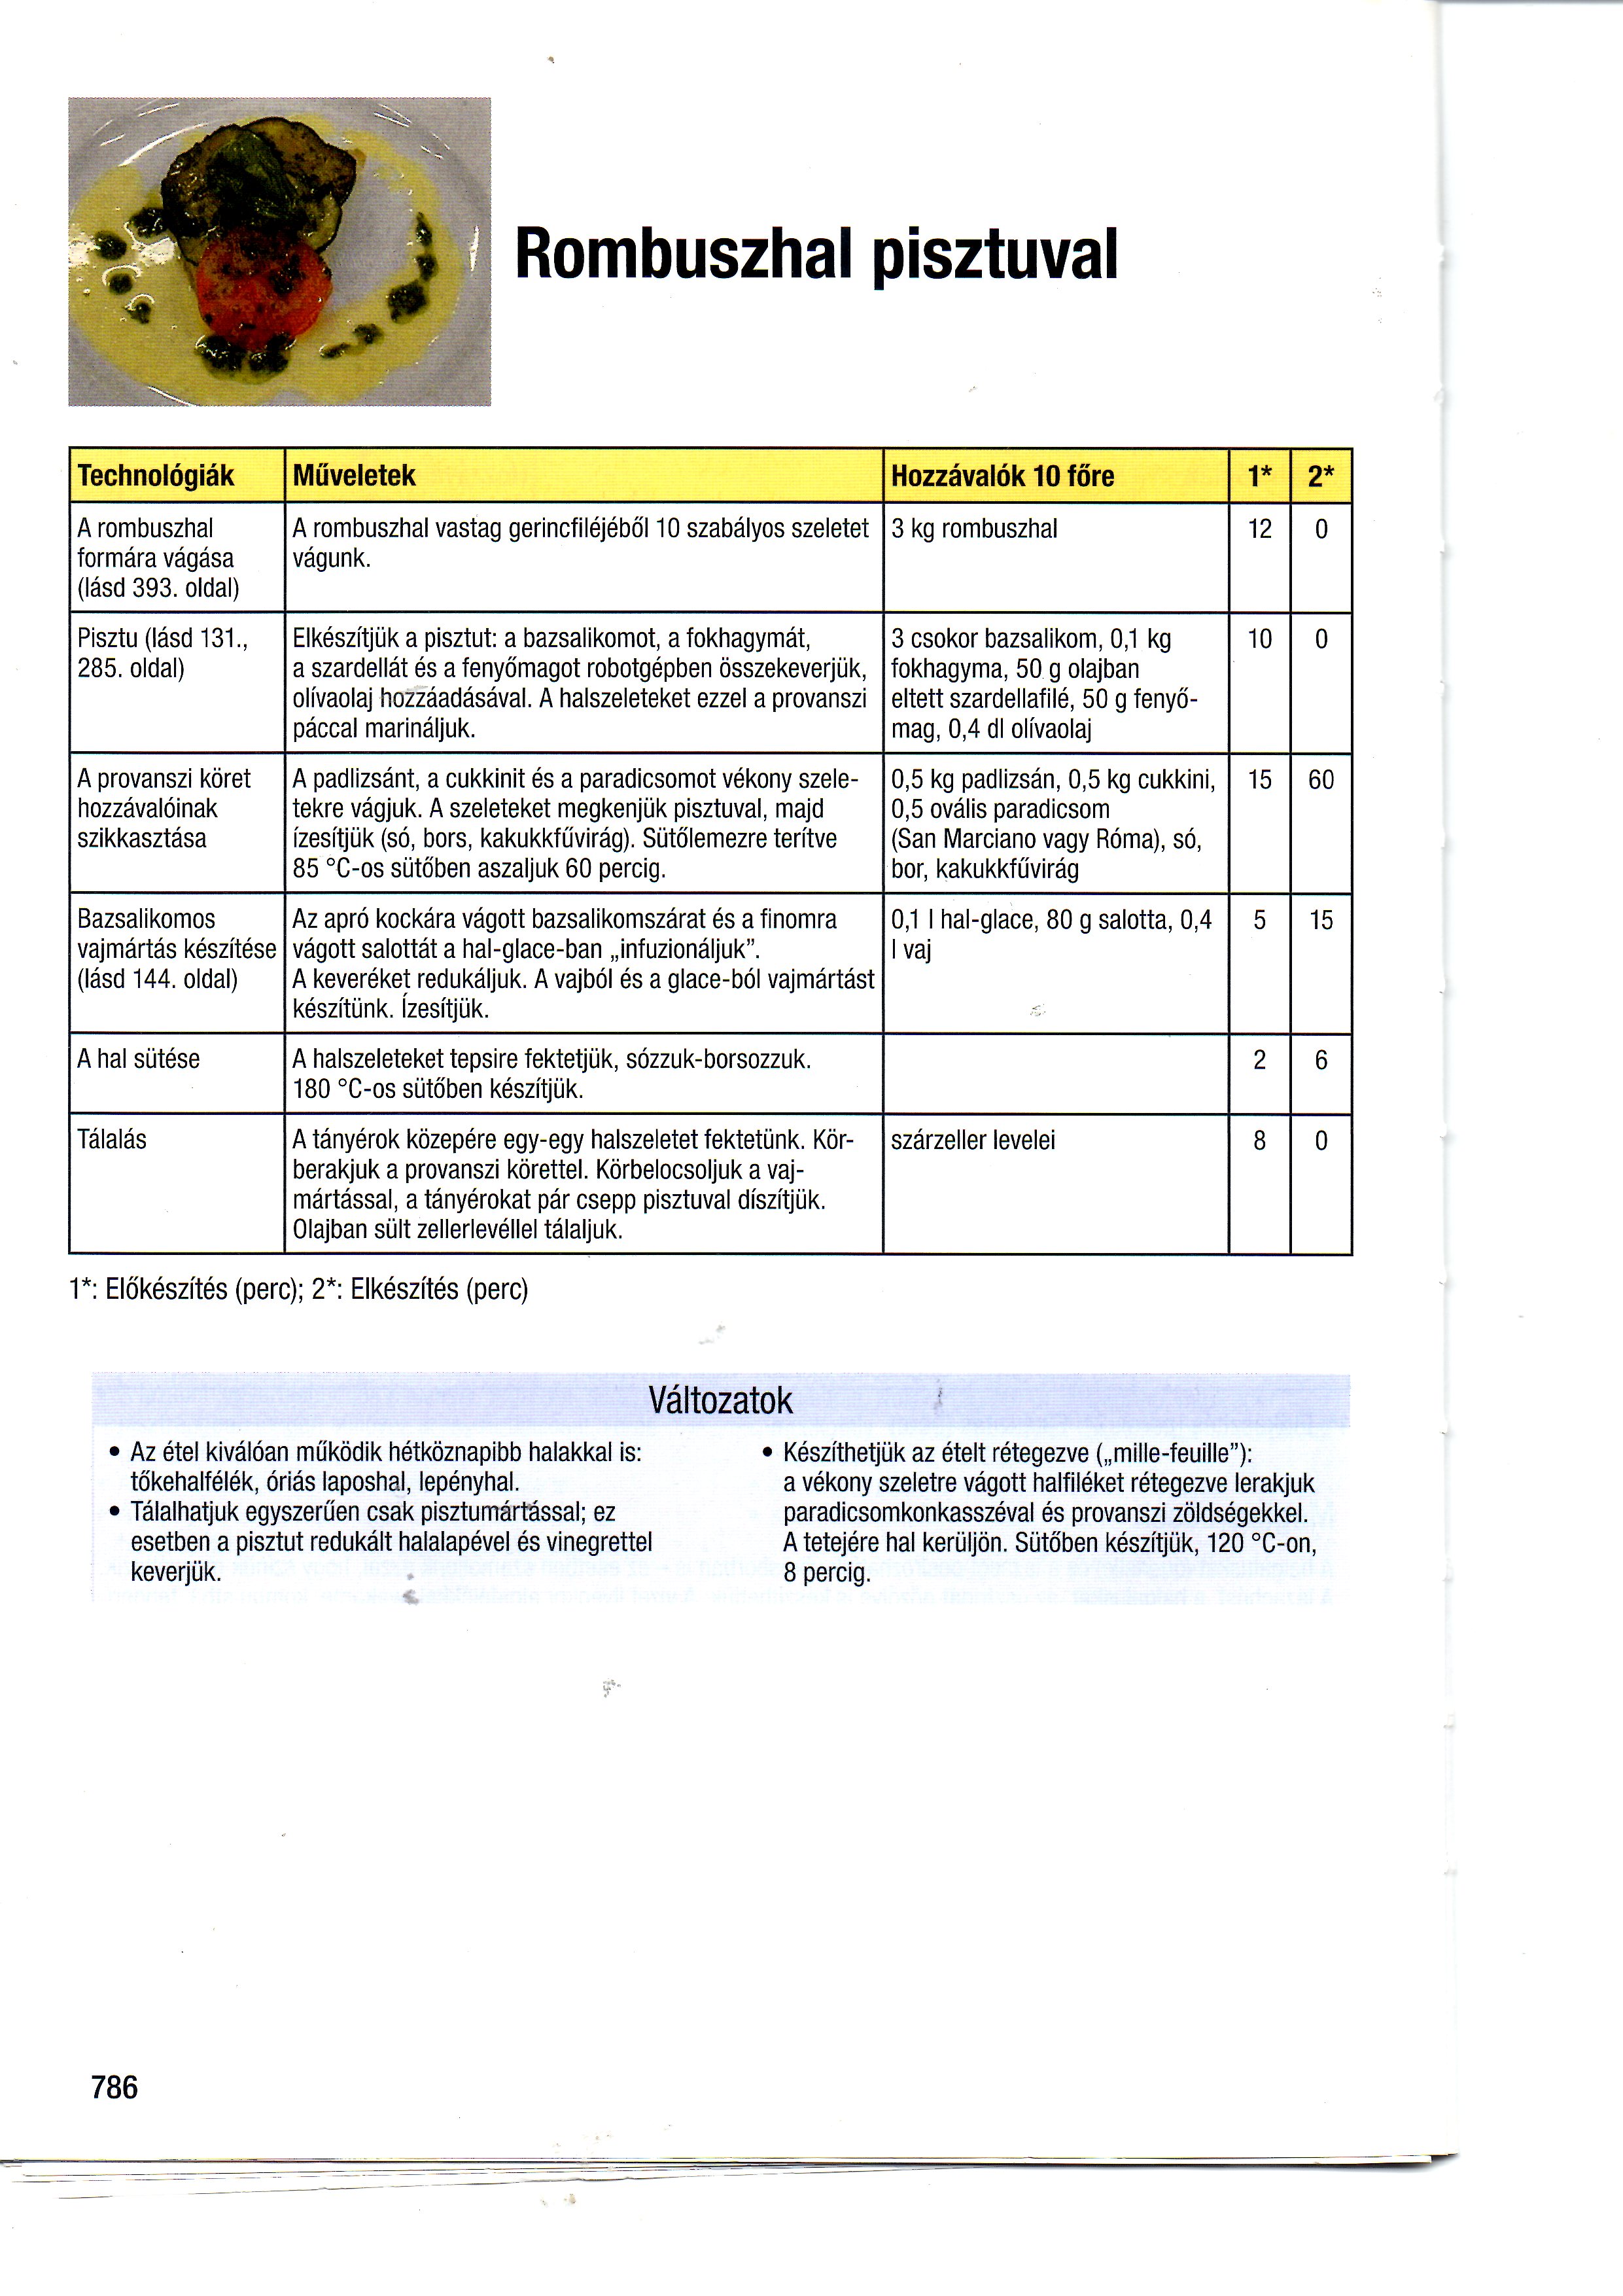 Rombuszhal pisztuval
Technológiák Műveletek Hozzávalók 10 főre 1* 2*
A rombuszhal
formára vágása
(lásd 393. oldal)
A rombuszhal vastag gerincfiléjéből 10 szabályos szeletet
vágunk.
3 kg rombuszhal
12 0
Pisztu (lásd 131.,
285. oldal)
Elkészítjük a pisztut: a bazsalikomot, a fokhagymát,
a szardellát és a fenyőmagot robotgépben összekeverjük,
olívaolaj hozzáadásával. A halszeleteket ezzel a provanszi
páccal marináljuk.
3 csokor bazsalikom, 0,1 kg
fokhagyma, 50 g olajban
eltett szardellafilé, 50 g fenyő-
mag, 0,4 dl olívaolaj
10 0
A provanszi köret
hozzávalóinak
szikkasztása
A padlizsánt, a cukkinit és a paradicsomot vékony szele-
tekre vágjuk. A szeleteket megkenjük pisztuval, majd
ízesítjük (só, bors, kakukkfűvirág). Sütőlemezre terítve
85 °C-os sütőben aszaljuk 60 percig.
0,5 kg padlizsán, 0,5 kg cukkini,
0,5 ovális paradicsom
(San Marciano vagy Róma), só,
bor, kakukkfűvirág
15 60
Bazsalikomos
vajmártás készítése
(lásd 144. oldal)
Az apró kockára vágott bazsalikomszárat és a finomra
vágott salottát a hal-glace-ban „infuzionáljuk”.
A keveréket redukáljuk. A vajból és a glace-ból vajmártást
készítünk. Ízesítjük.
0,1 l hal-glace, 80 g salotta, 0,4
l vaj
5 15
A hal sütése
A halszeleteket tepsire fektetjük, sózzuk-borsozzuk.
180 °C-os sütőben készítjük.
2 6
Tálalás
A tányérok közepére egy-egy halszeletet fektetünk. Kör-
berakjuk a provanszi körettel. Körbelocsoljuk a vaj-
mártással, a tányérokat pár csepp pisztuval díszítjük.
Olajban sült zellerlevéllel tálaljuk.
szárzeller levelei
8 0
1*: Előkészítés (perc); 2*: Elkészítés (perc)
Változatok
• Az étel kiválóan működik hétköznapibb halakkal is:
tőkehalfélék, óriás laposhal, lepényhal.
• Tálalhatjuk egyszerűen csak pisztumártással; ez
esetben a pisztut redukált halalapével és vinegrettel
keverjük.
• Készíthetjük az ételt rétegezve („mille-feuille”):
a vékony szeletre vágott halfiléket rétegezve lerakjuk
paradicsomkonkasszéval és provanszi zöldségekkel.
A tetejére hal kerüljön. Sütőben készítjük, 120 °C-on,
8 percig.
786